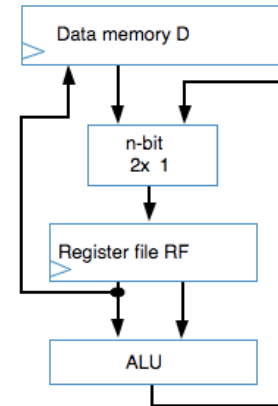 Data memory D
n-bit
2x 1
Register file RF
ALU